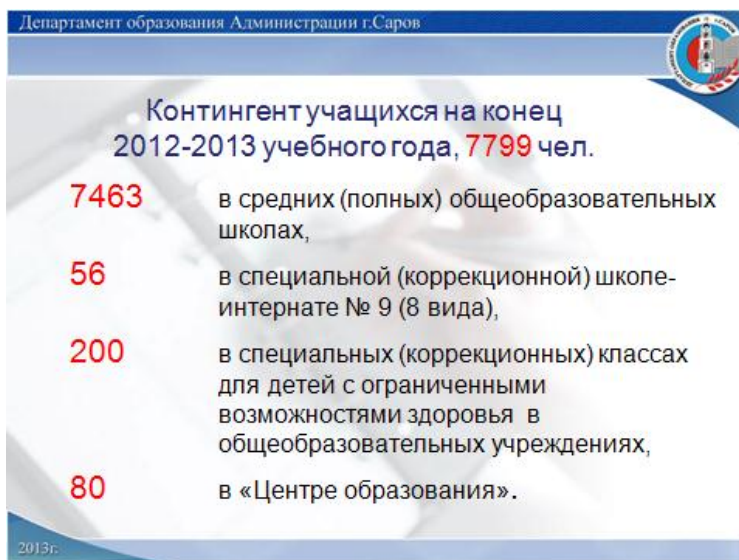 Департамент образования Администрации г.Саров
Контингент учащихся на конец
2012-2013 учебного года, 7799 чел.
7463 в средних (полных) общеобразовательных
школах,
56 в специальной (коррекционной) школе-
интернате № 9 (8 вида),
200 в специальных (коррекционных) классах
для детей с ограниченными
возможностями здоровья в
общеобразовательных учреждениях,
80 в «Центре образования».
2013г.